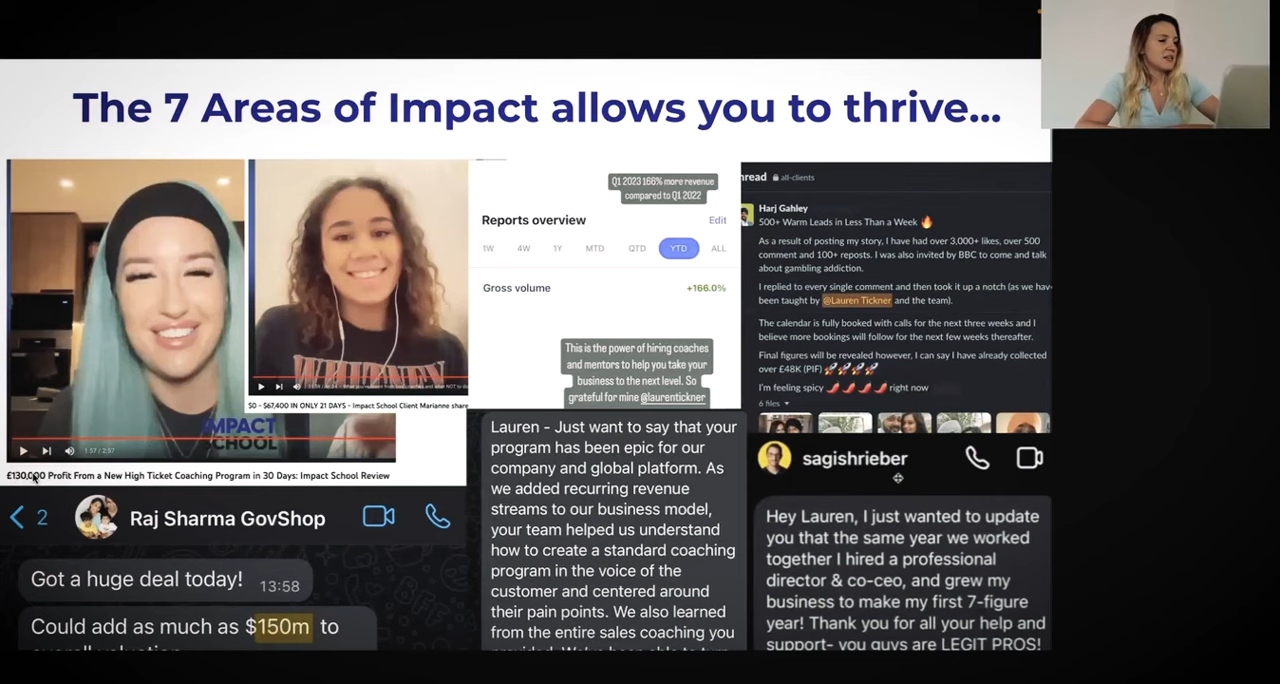 The 7 Areas of Impact allows you to thrive...
1:57 / 2:57
£130,000 Profit From a New High Ticket Coaching Program in 30 Days: Impact School Review
$0 - $67,400 IN ONLY 21 DAYS - Impact School Client Marianne share
IMPACT
CHOOL
Q1 2023 166% more revenue
compared to Q1 2022
Reports overview
Edit
1W 4W 1Y MTD QTD YTD ALL
Gross volume
+166.0%
This is the power of hiring coaches
and mentors to help you take your
business to the next level. So
grateful for mine @laurentickner
hread all-clients
Harj Gahley
500+ Warm Leads in Less Than a Week
As a result of posting my story, I have had over 3,000+ likes, over 500
comment and 100+ reposts. I was also invited by BBC to come and talk
about gambling addiction.
I replied to every single comment and then took it up a notch (as we have
been taught by @Lauren Tickner and the team).
The calendar is fully booked with calls for the next three weeks and I
believe more bookings will follow for the next few weeks thereafter.
Final figures will be revealed however, I can say I have already collected
over £48K (PIF)
I'm feeling spicy right now
6 files
2
Raj Sharma GovShop
Got a huge deal today! 13:58
Could add as much as $150m to
Lauren - Just want to say that your
program has been epic for our
company and global platform. As
we added recurring revenue
streams to our business model,
your team helped us understand
how to create a standard coaching
program in the voice of the
customer and centered around
their pain points. We also learned
from the entire sales coaching you
sagishrieber
Hey Lauren, I just wanted to update
you that the same year we worked
together I hired a professional
director & co-ceo, and grew my
business to make my first 7-figure
year! Thank you for all your help and
support- you guys are LEGIT PROS!